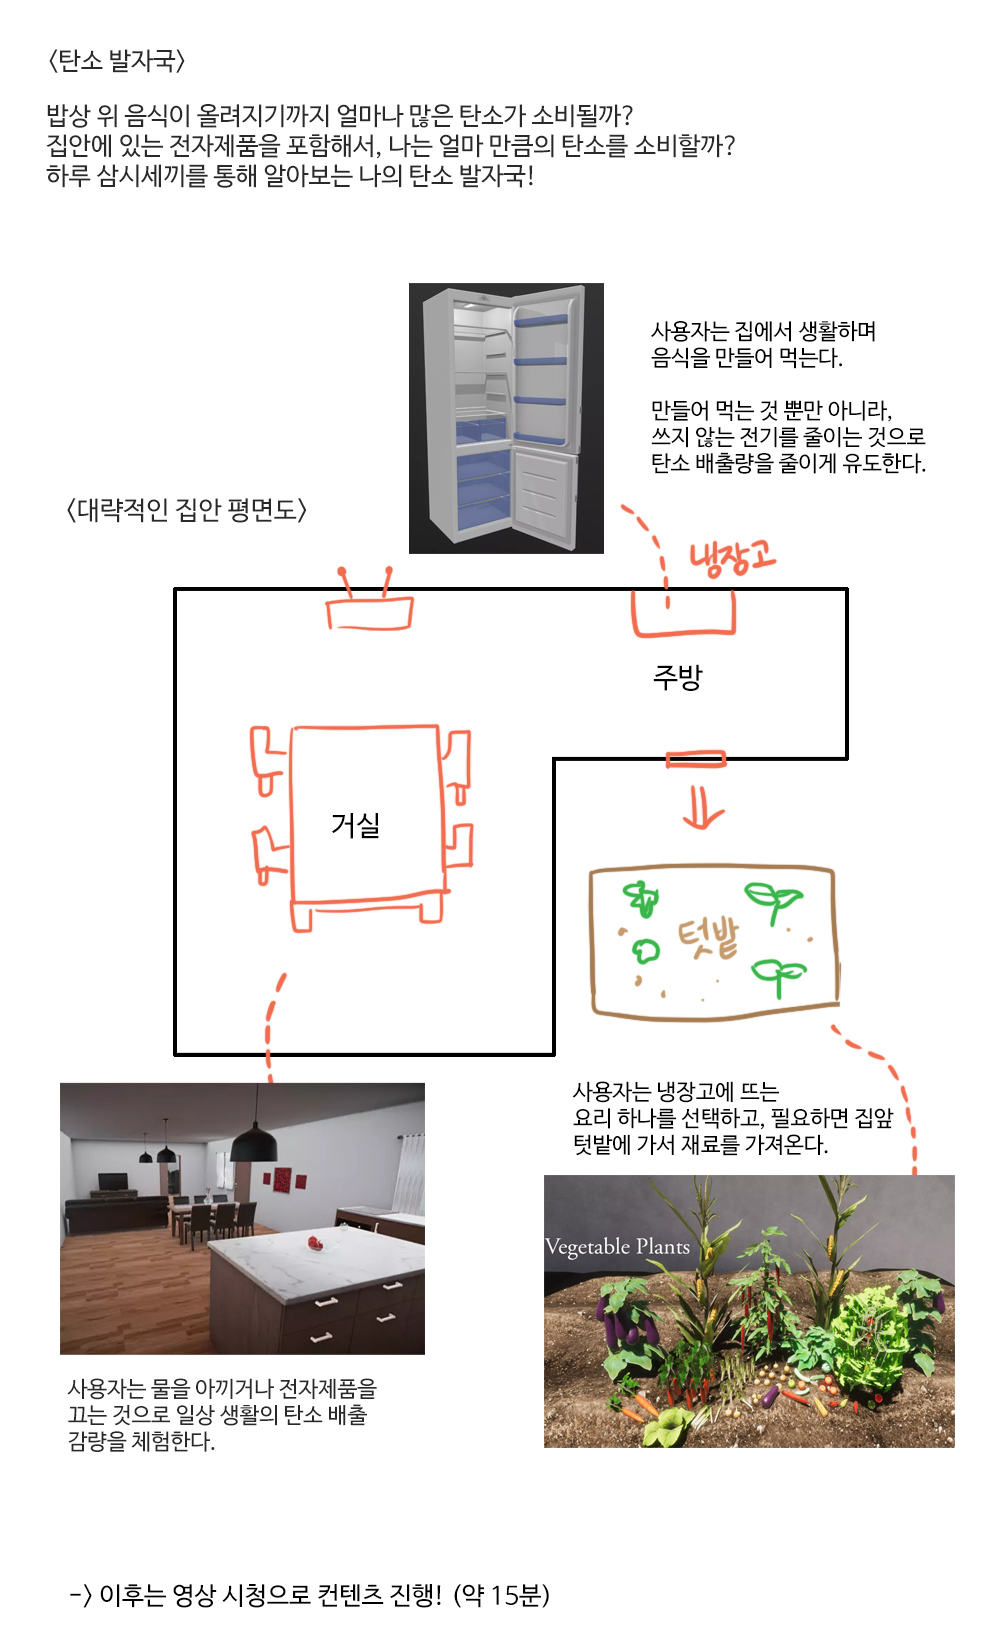 <탄소 발자국>
밥상 위 음식이 올려지기까지 얼마나 많은 탄소가 소비될까?
집안에 있는 전자제품을 포함해서, 나는 얼마 만큼의 탄소를 소비할까?
하루 삼시세끼를 통해 알아보는 나의 탄소 발자국!
사용자는 집에서 생활하며
음식을 만들어 먹는다.
만들어 먹는 것 뿐만 아니라,
쓰지 않는 전기를 줄이는 것으로
탄소 배출량을 줄이게 유도한다.
<대략적인 집안 평면도>
냉장고
주방
거실
텃밭
사용자는 냉장고에 뜨는
요리 하나를 선택하고, 필요하면 집앞
텃밭에 가서 재료를 가져온다.
Vegetable Plants
사용자는 물을 아끼거나 전자제품을
끄는 것으로 일상 생활의 탄소 배출
감량을 체험한다.
-> 이후는 영상 시청으로 컨텐츠 진행! (약 15분)